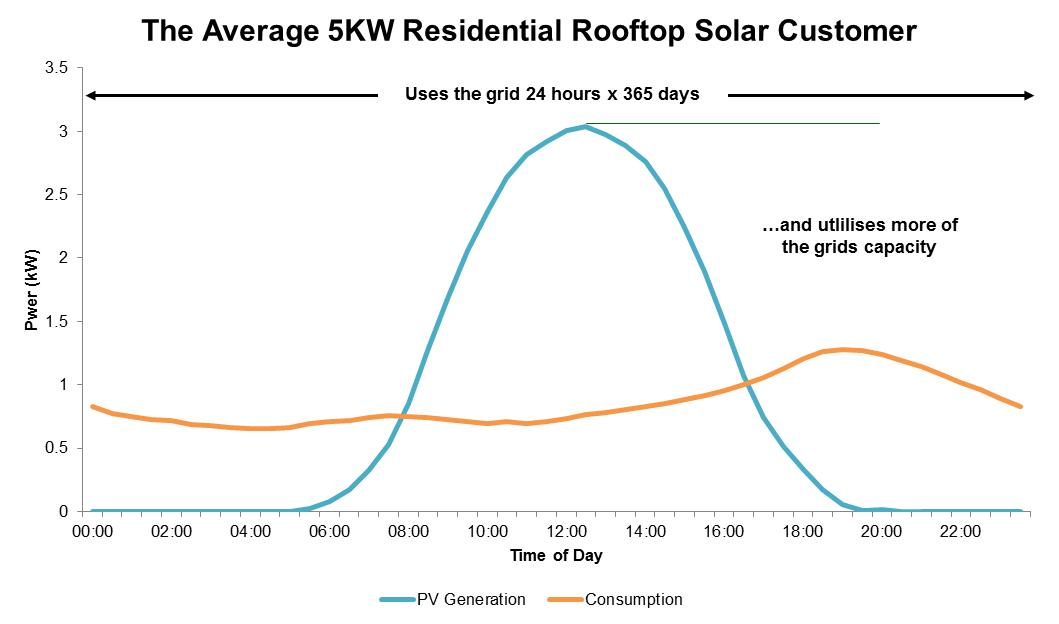 The Average 5KW Residential Rooftop Solar Customer
3.5
Uses the grid 24 hours x 365 days
3
2.5
…and utlilises more of
the grids capacity
2
Pwer (kW)
1.5
1
0.5
0
00:00 02:00 04:00 06:00 08:00 10:00 12:00 14:00 16:00 18:00 20:00 22:00
Time of Day
PV Generation Consumption